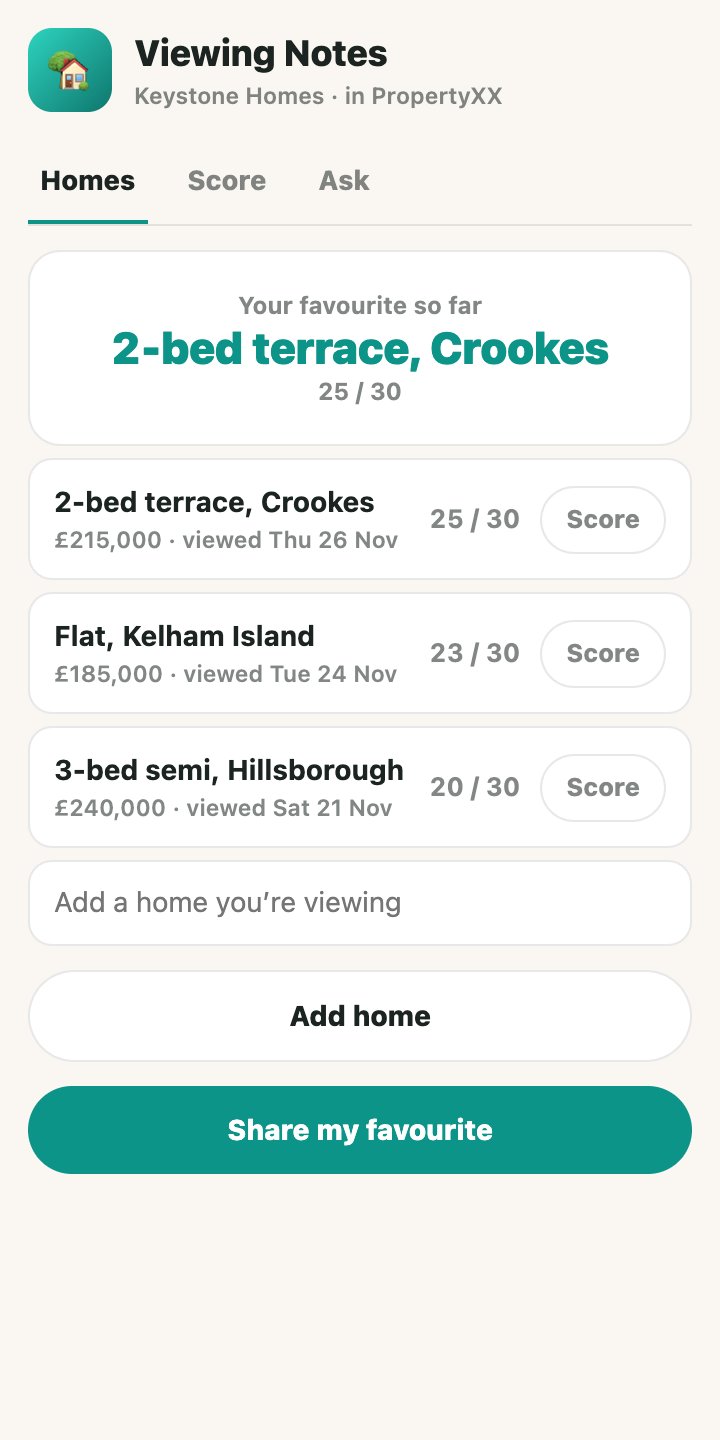 Viewing Notes
Keystone Homes · in PropertyXX
Homes
Score
Ask
Your favourite so far
2-bed terrace, Crookes
25 / 30
2-bed terrace, Crookes
£215,000 · viewed Thu 26 Nov
25 / 30
Score
Flat, Kelham Island
£185,000 · viewed Tue 24 Nov
23 / 30
Score
3-bed semi, Hillsborough
£240,000 · viewed Sat 21 Nov
20 / 30
Score
Add a home you’re viewing
Add home
Share my favourite